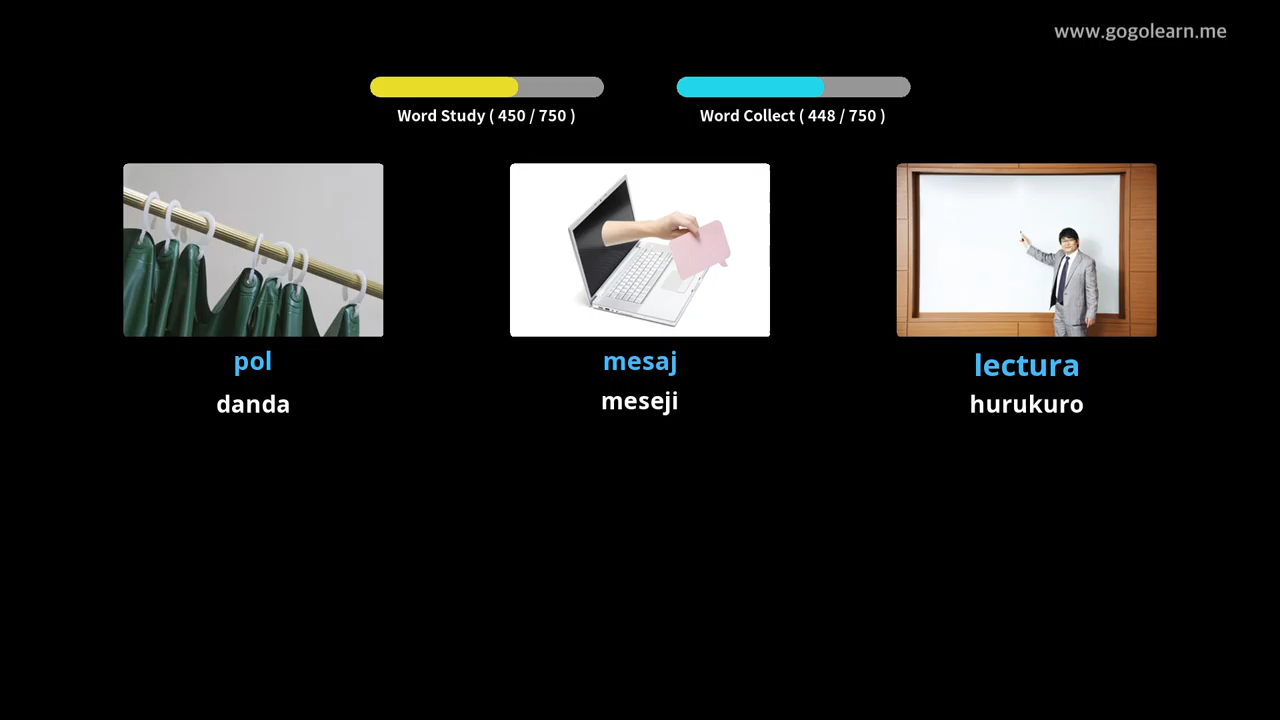 www.gogolearn.me
Word Study ( 450 / 750 )
Word Collect ( 448 / 750 )
pol
mesaj
lectura
danda
meseji
hurukuro